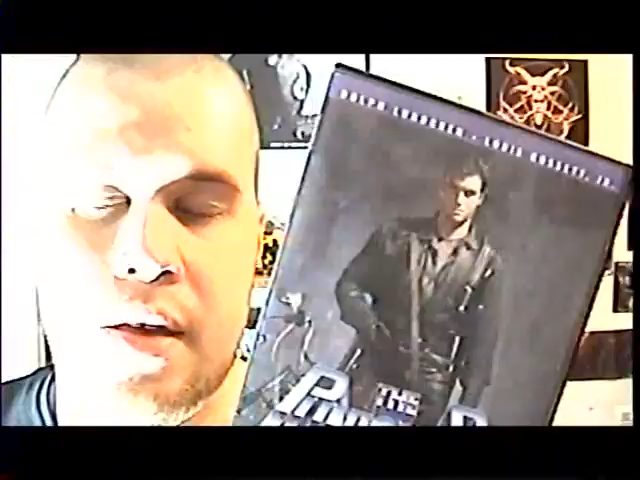 DOLPH LUNDGREN • LOUIS GOSSETT, JR.
THE